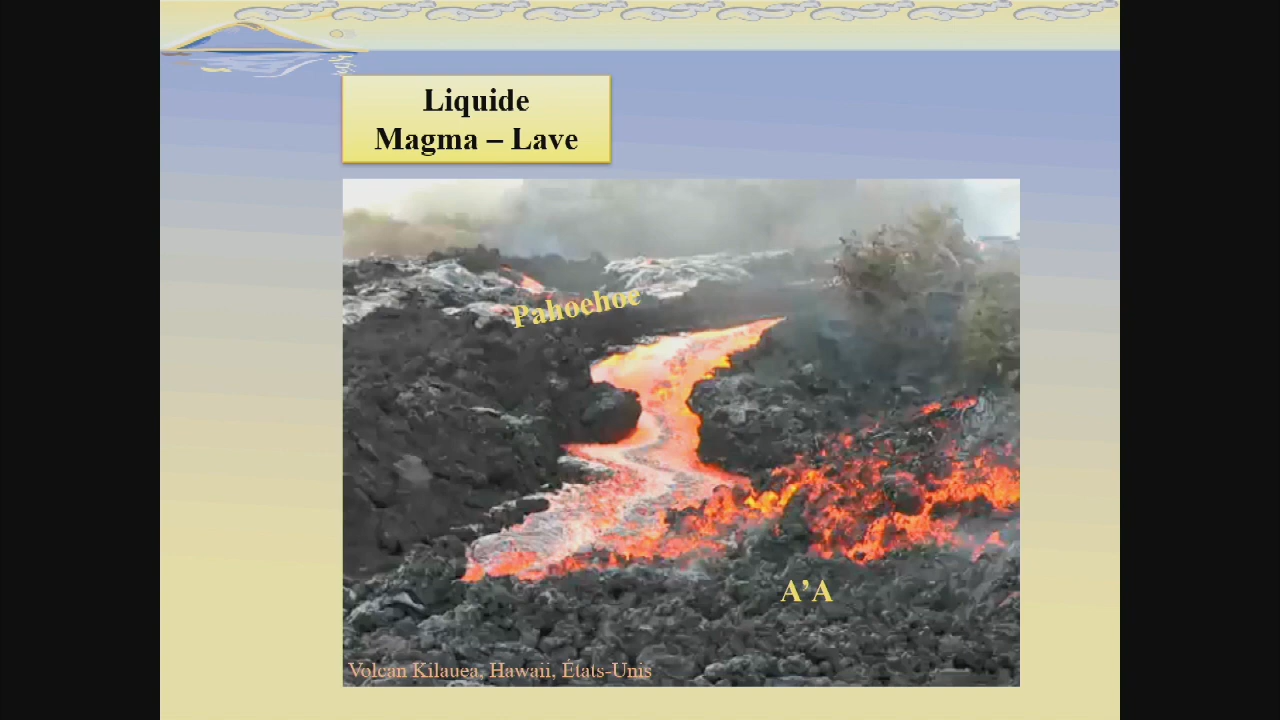 Liquide
Magma – Lave
Pahoehoe
A’A
Volcan Kilauea, Hawaii, États-Unis